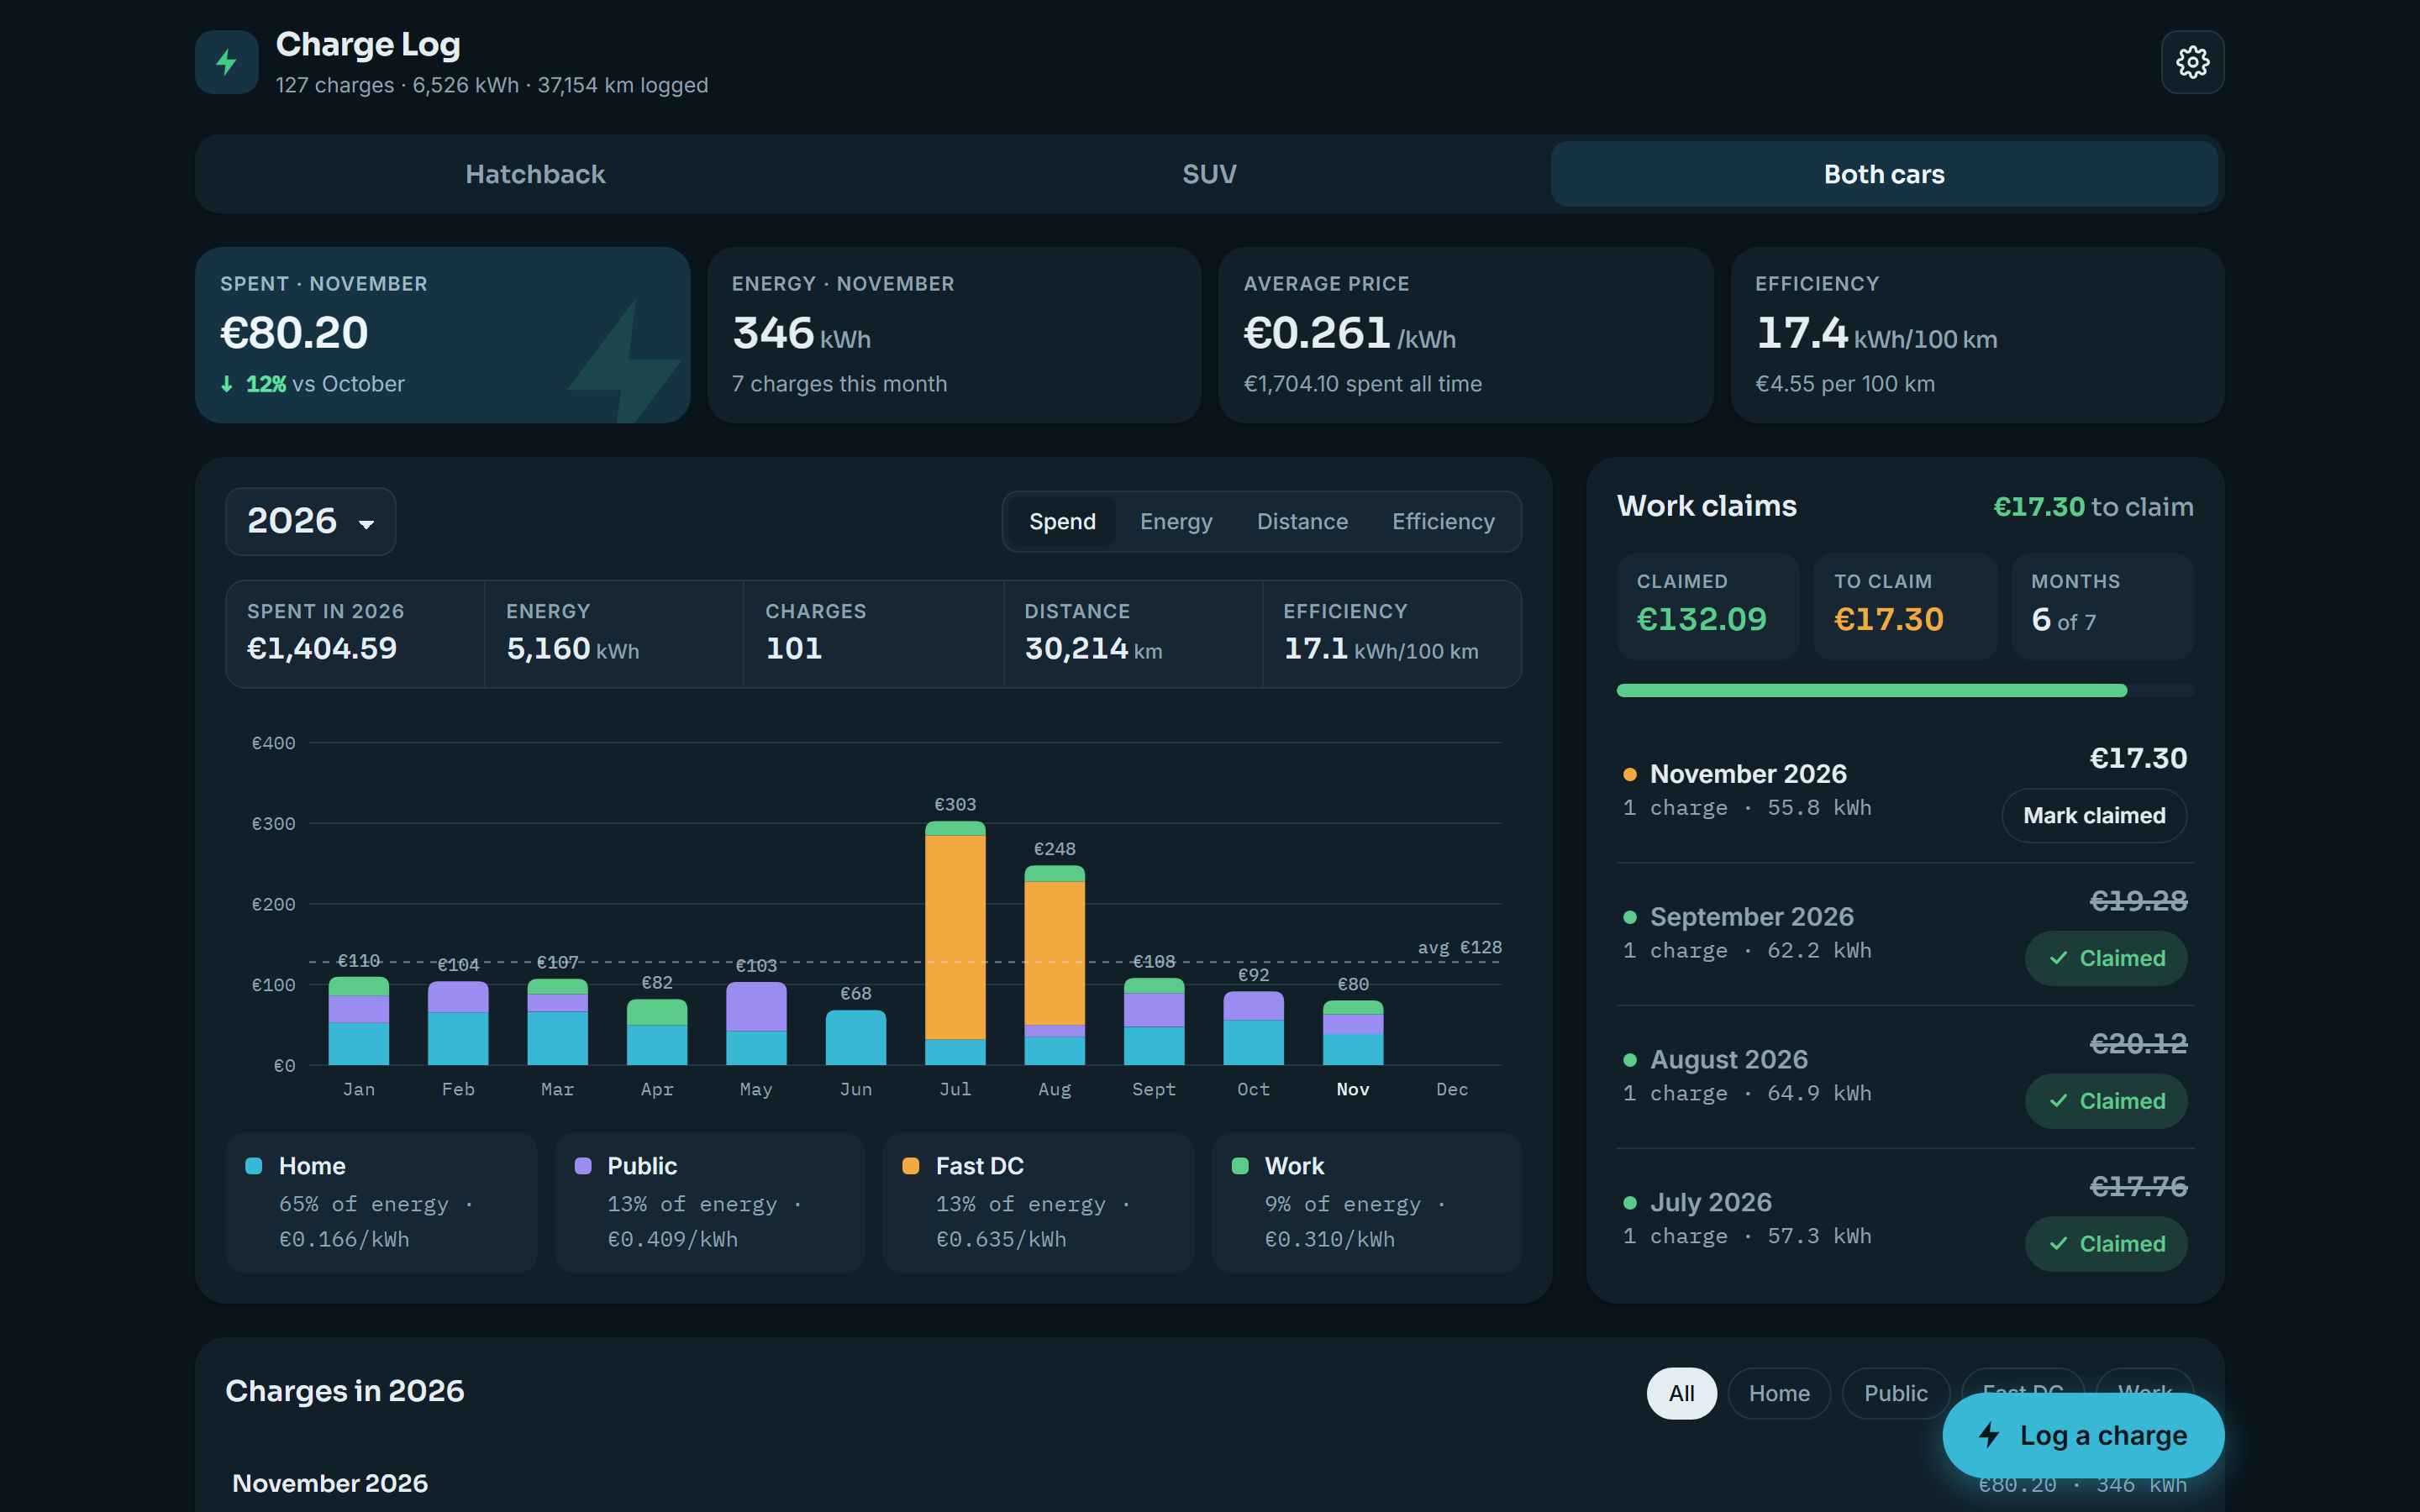 Charge Log
127 charges · 6,526 kWh · 37,154 km logged
Hatchback
SUV
Both cars
SPENT · NOVEMBER
€80.20
↓ 12% vs October
ENERGY · NOVEMBER
346 kWh
7 charges this month
AVERAGE PRICE
€0.261 /kWh
€1,704.10 spent all time
EFFICIENCY
17.4 kWh/100 km
€4.55 per 100 km
2026
Spend
Energy
Distance
Efficiency
SPENT IN 2026
€1,404.59
ENERGY
5,160 kWh
CHARGES
101
DISTANCE
30,214 km
EFFICIENCY
17.1 kWh/100 km
€400
€300
€200
€100
€0
€110
€104
€107
€82
€103
€68
€303
€248
€108
€92
€80
avg €128
Jan
Feb
Mar
Apr
May
Jun
Jul
Aug
Sept
Oct
Nov
Dec
Home
65% of energy ·
€0.166/kWh
Public
13% of energy ·
€0.409/kWh
Fast DC
13% of energy ·
€0.635/kWh
Work
9% of energy ·
€0.310/kWh
Work claims
€17.30 to claim
CLAIMED
€132.09
TO CLAIM
€17.30
MONTHS
6 of 7
November 2026
1 charge · 55.8 kWh
€17.30
Mark claimed
September 2026
1 charge · 62.2 kWh
€19.28
Claimed
August 2026
1 charge · 64.9 kWh
€20.12
Claimed
July 2026
1 charge · 57.3 kWh
€17.76
Claimed
Charges in 2026
All
Home
Public
Fast DC
Work
Log a charge
November 2026
€80.20 · 346 kWh